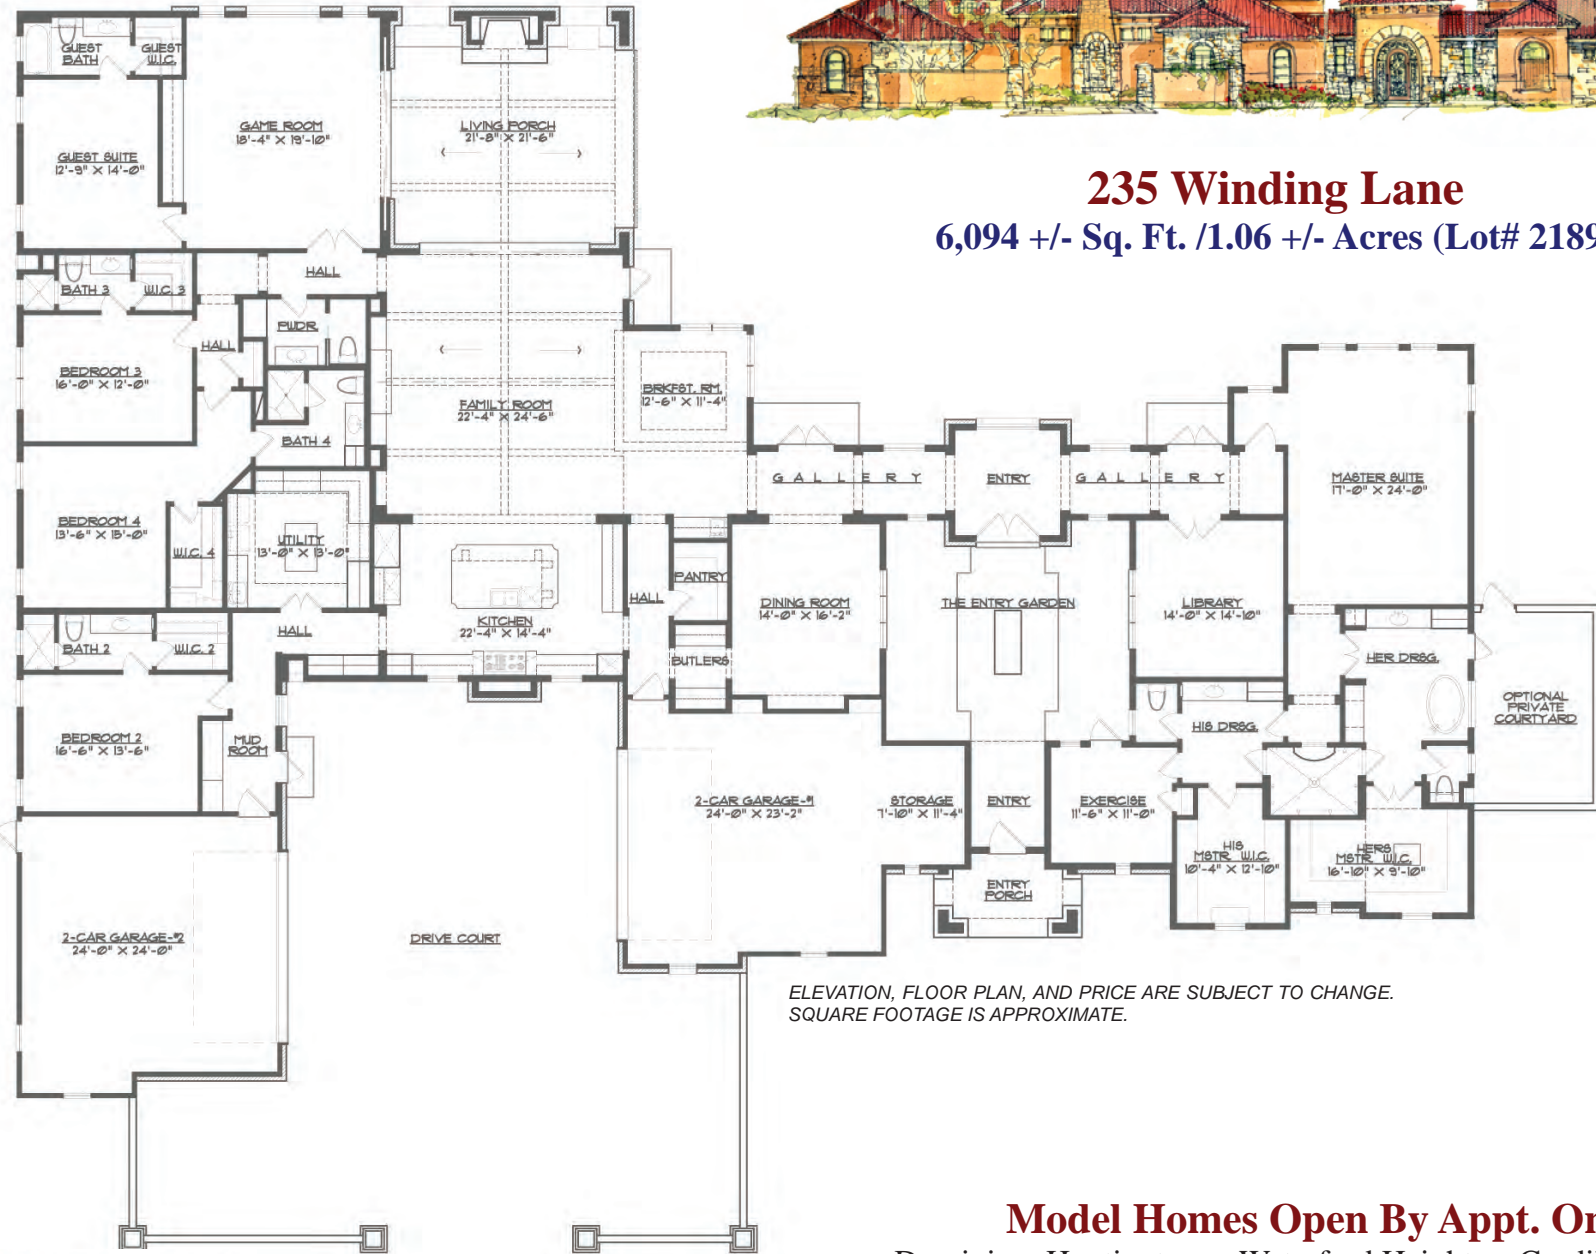 235 Winding Lane
6,094 +/- Sq. Ft. /1.06 +/- Acres (Lot# 2189
GUEST
BATH
GUEST
W.I.C.
GUEST SUITE
12'-9" X 14'-0"
GAME ROOM
18'-4" X 19'-10"
LIVING PORCH
21'-8" X 21'-6"
HALL
BATH 3
W.I.C. 3
PWDR.
HALL
BEDROOM 3
16'-0" X 12'-0"
BATH 4
FAMILY ROOM
22'-4" X 24'-6"
BRKFST. RM.
12'-6" X 11'-4"
GALLERY
ENTRY
GALLERY
MASTER SUITE
17'-0" X 24'-0"
BEDROOM 4
13'-6" X 15'-0"
W.I.C. 4
UTILITY
13'-0" X 13'-0"
KITCHEN
22'-4" X 14'-4"
HALL
PANTRY
BUTLERS
DINING ROOM
14'-0" X 16'-2"
THE ENTRY GARDEN
LIBRARY
14'-0" X 14'-10"
HER DRSG.
OPTIONAL
PRIVATE
COURTYARD
HALL
BATH 2
W.I.C. 2
HIS DRSG.
BEDROOM 2
16'-6" X 13'-6"
MUD
ROOM
2-CAR GARAGE-#1
24'-0" X 23'-2"
STORAGE
7'-10" X 11'-4"
ENTRY
EXERCISE
11'-6" X 11'-0"
HIS
MSTR. W.I.C.
10'-4" X 12'-10"
HERS
MSTR. W.I.C.
16'-10" X 9'-10"
ENTRY
PORCH
2-CAR GARAGE-#2
24'-0" X 24'-0"
DRIVE COURT
ELEVATION, FLOOR PLAN, AND PRICE ARE SUBJECT TO CHANGE.
SQUARE FOOTAGE IS APPROXIMATE.
Model Homes Open By Appt. On